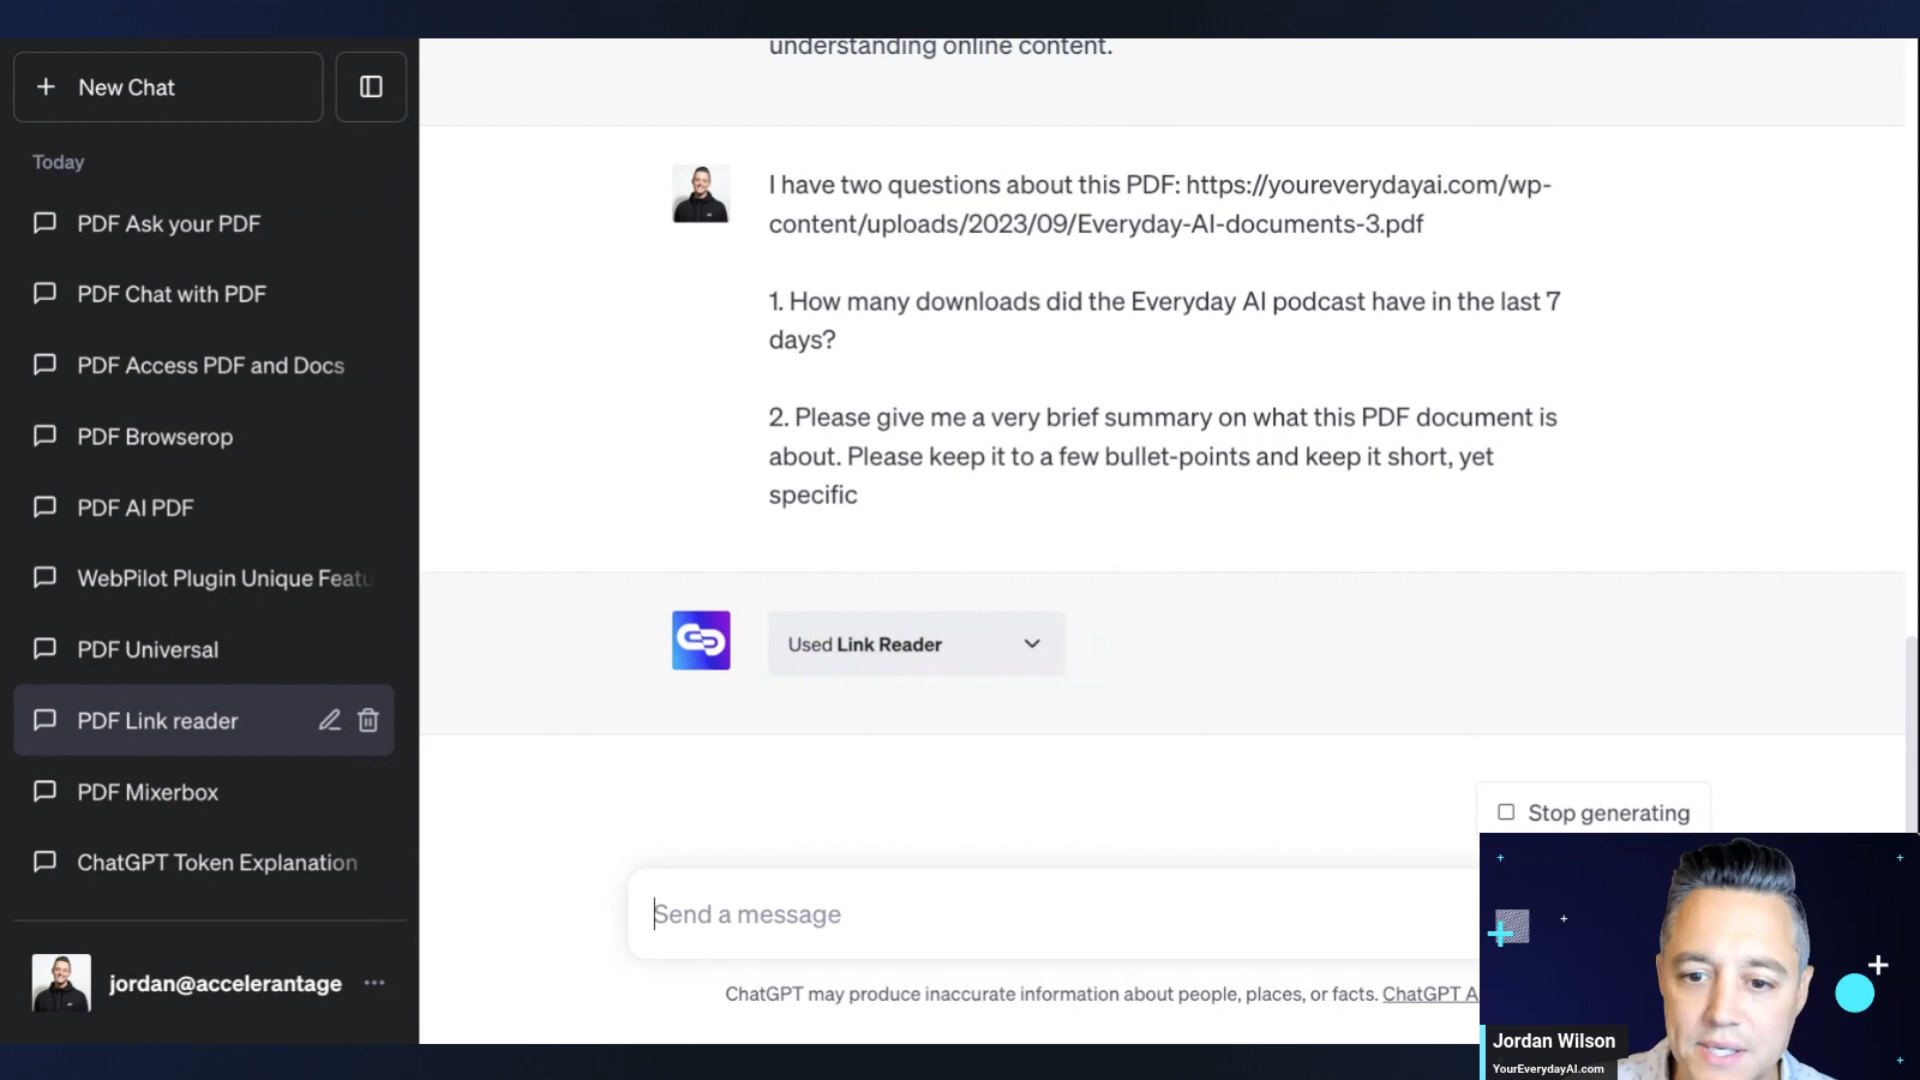 New Chat
Today
PDF Ask your PDF
PDF Chat with PDF
PDF Access PDF and Docs
PDF Browserop
PDF AI PDF
WebPilot Plugin Unique Featu
PDF Universal
PDF Link reader
PDF Mixerbox
ChatGPT Token Explanation
jordan@accelerantage
understanding online content.
I have two questions about this PDF: https://youreverydayai.com/wp-
content/uploads/2023/09/Everyday-AI-documents-3.pdf
1. How many downloads did the Everyday AI podcast have in the last 7
days?
2. Please give me a very brief summary on what this PDF document is
about. Please keep it to a few bullet-points and keep it short, yet
specific
Used Link Reader
Stop generating
Send a message
ChatGPT may produce inaccurate information about people, places, or facts. ChatGPT A
Jordan Wilson
YourEverydayAI.com